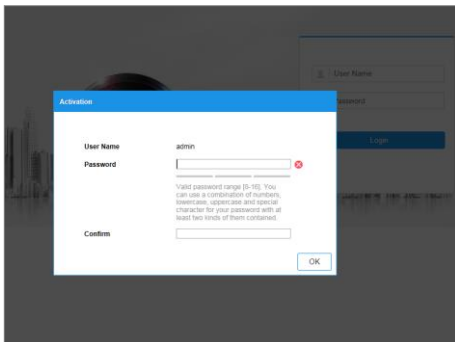 User Name
Password
Login
Activation
User Name admin
Password
Valid password range [8-16]. You
can use a combination of numbers,
lowercase, uppercase and special
character for your password with at
least two kinds of them contained.
Confirm
OK